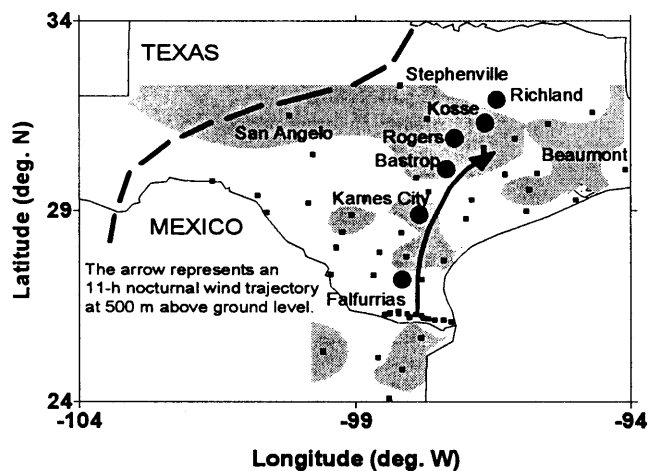 34
TEXAS
Stephenville
Richland
Kosse
San Angelo
Rogers
Bastrop
Beaumont
Latitude (deg. N)
29
Karnes City
MEXICO
The arrow represents an
11-h nocturnal wind trajectory
at 500 m above ground level.
Falfurrias
24
-104
-99
-94
Longitude (deg. W)